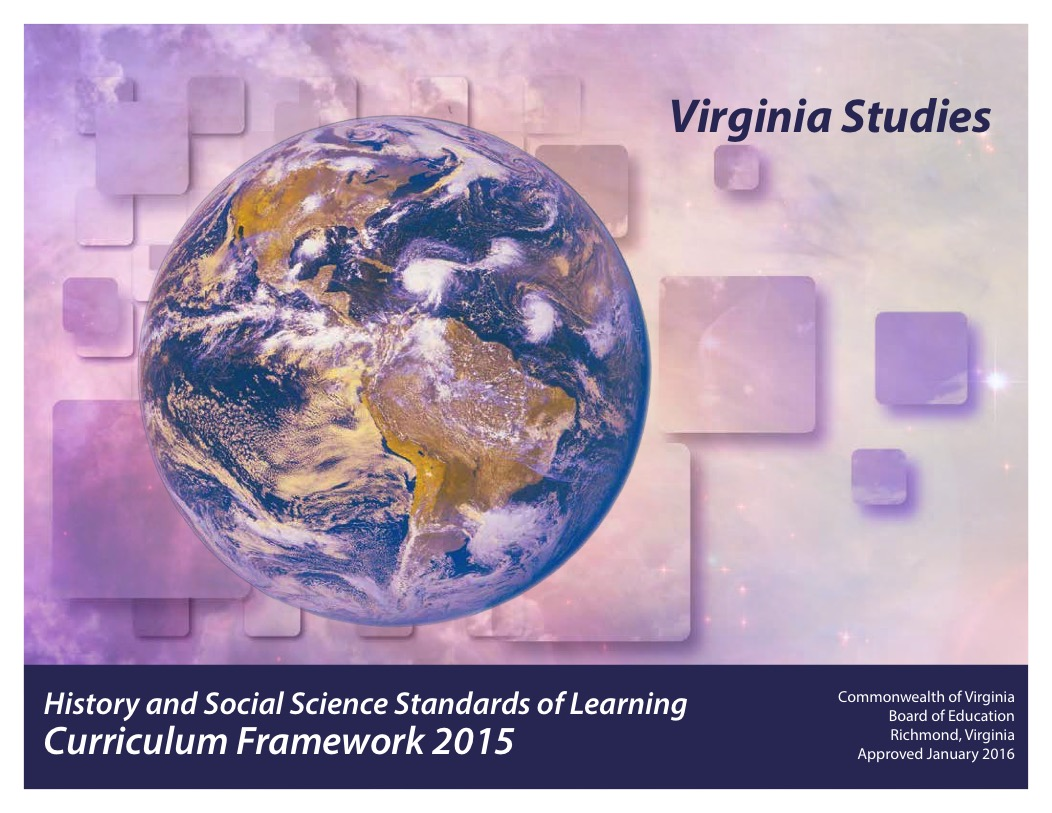 Virginia Studies
History and Social Science Standards of Learning
Curriculum Framework 2015
Commonwealth of Virginia
Board of Education
Richmond, Virginia
Approved January 2016